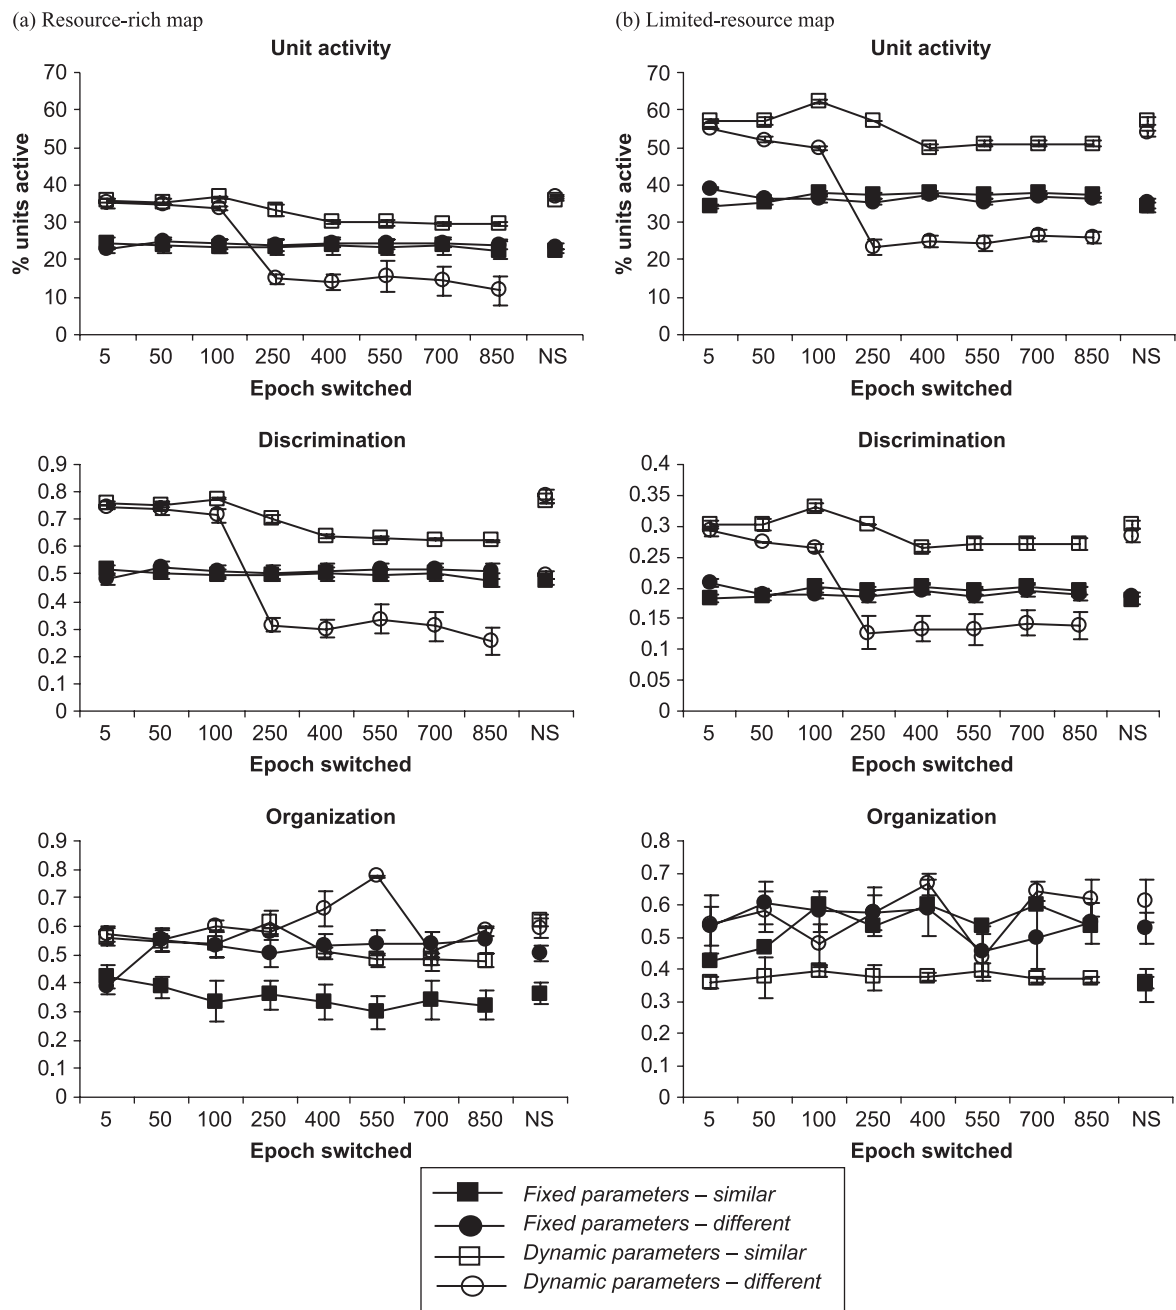 (a) Resource-rich map
Unit activity
% units active
70
60
50
40
30
20
10
0
5 50 100 250 400 550 700 850 NS
Epoch switched
Discrimination
0.9
0.8
0.7
0.6
0.5
0.4
0.3
0.2
0.1
0
5 50 100 250 400 550 700 850 NS
Epoch switched
Organization
0.9
0.8
0.7
0.6
0.5
0.4
0.3
0.2
0.1
0
5 50 100 250 400 550 700 850 NS
Epoch switched
(b) Limited-resource map
Unit activity
% units active
70
60
50
40
30
20
10
0
5 50 100 250 400 550 700 850 NS
Epoch switched
Discrimination
0.4
0.35
0.3
0.25
0.2
0.15
0.1
0.05
0
5 50 100 250 400 550 700 850 NS
Epoch switched
Organization
0.8
0.7
0.6
0.5
0.4
0.3
0.2
0.1
0
5 50 100 250 400 550 700 850 NS
Epoch switched
Fixed parameters – similar
Fixed parameters – different
Dynamic parameters – similar
Dynamic parameters – different